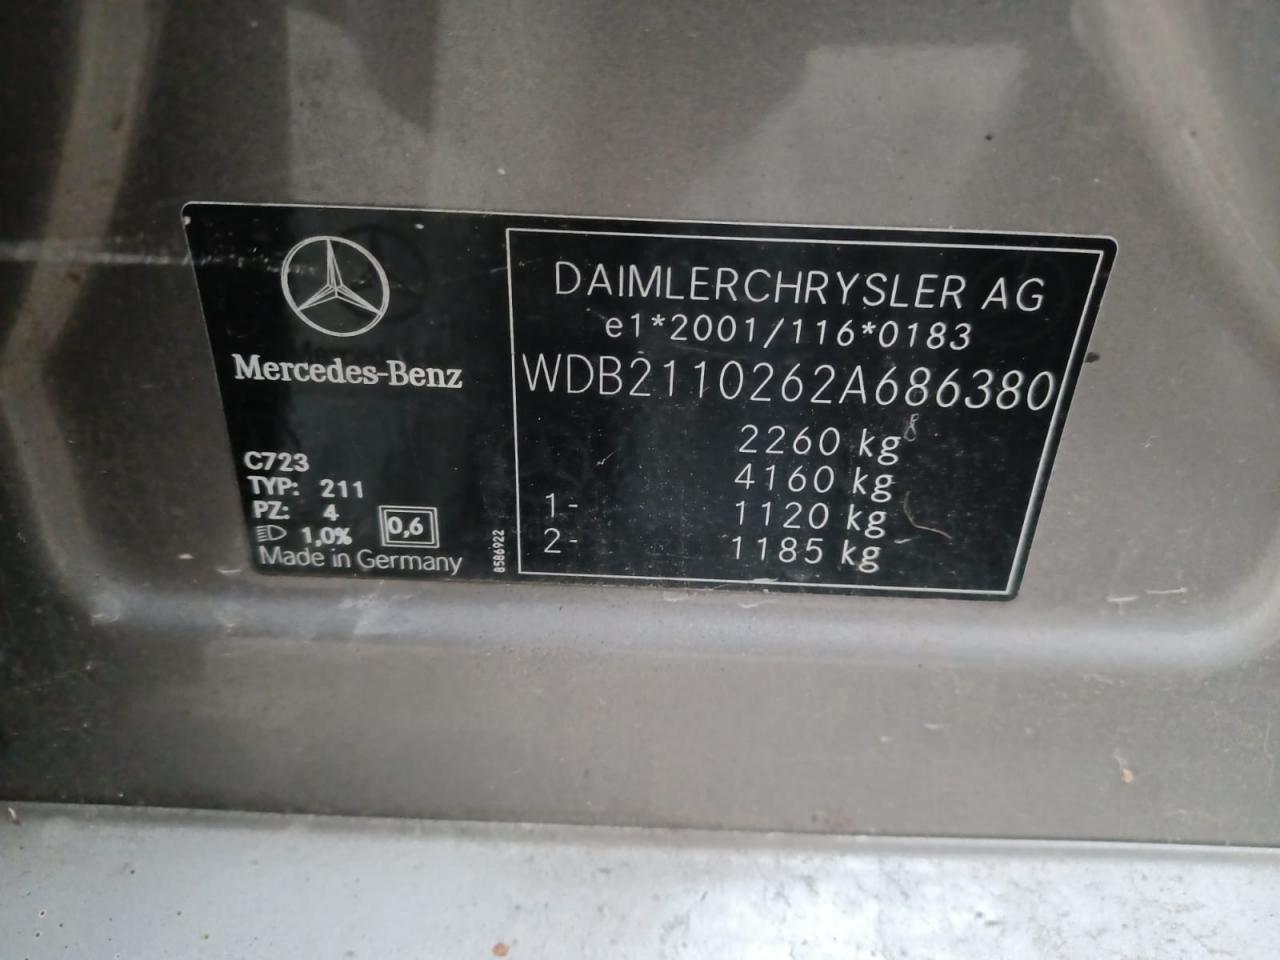 Mercedes-Benz
C723
TYP: 211
PZ: 4
1,0%
0,6
Made in Germany
8586922
DAIMLERCHRYSLER AG
e1*2001/116*0183
WDB2110262A686380
2260 kg
4160 kg
1- 1120 kg
2- 1185 kg